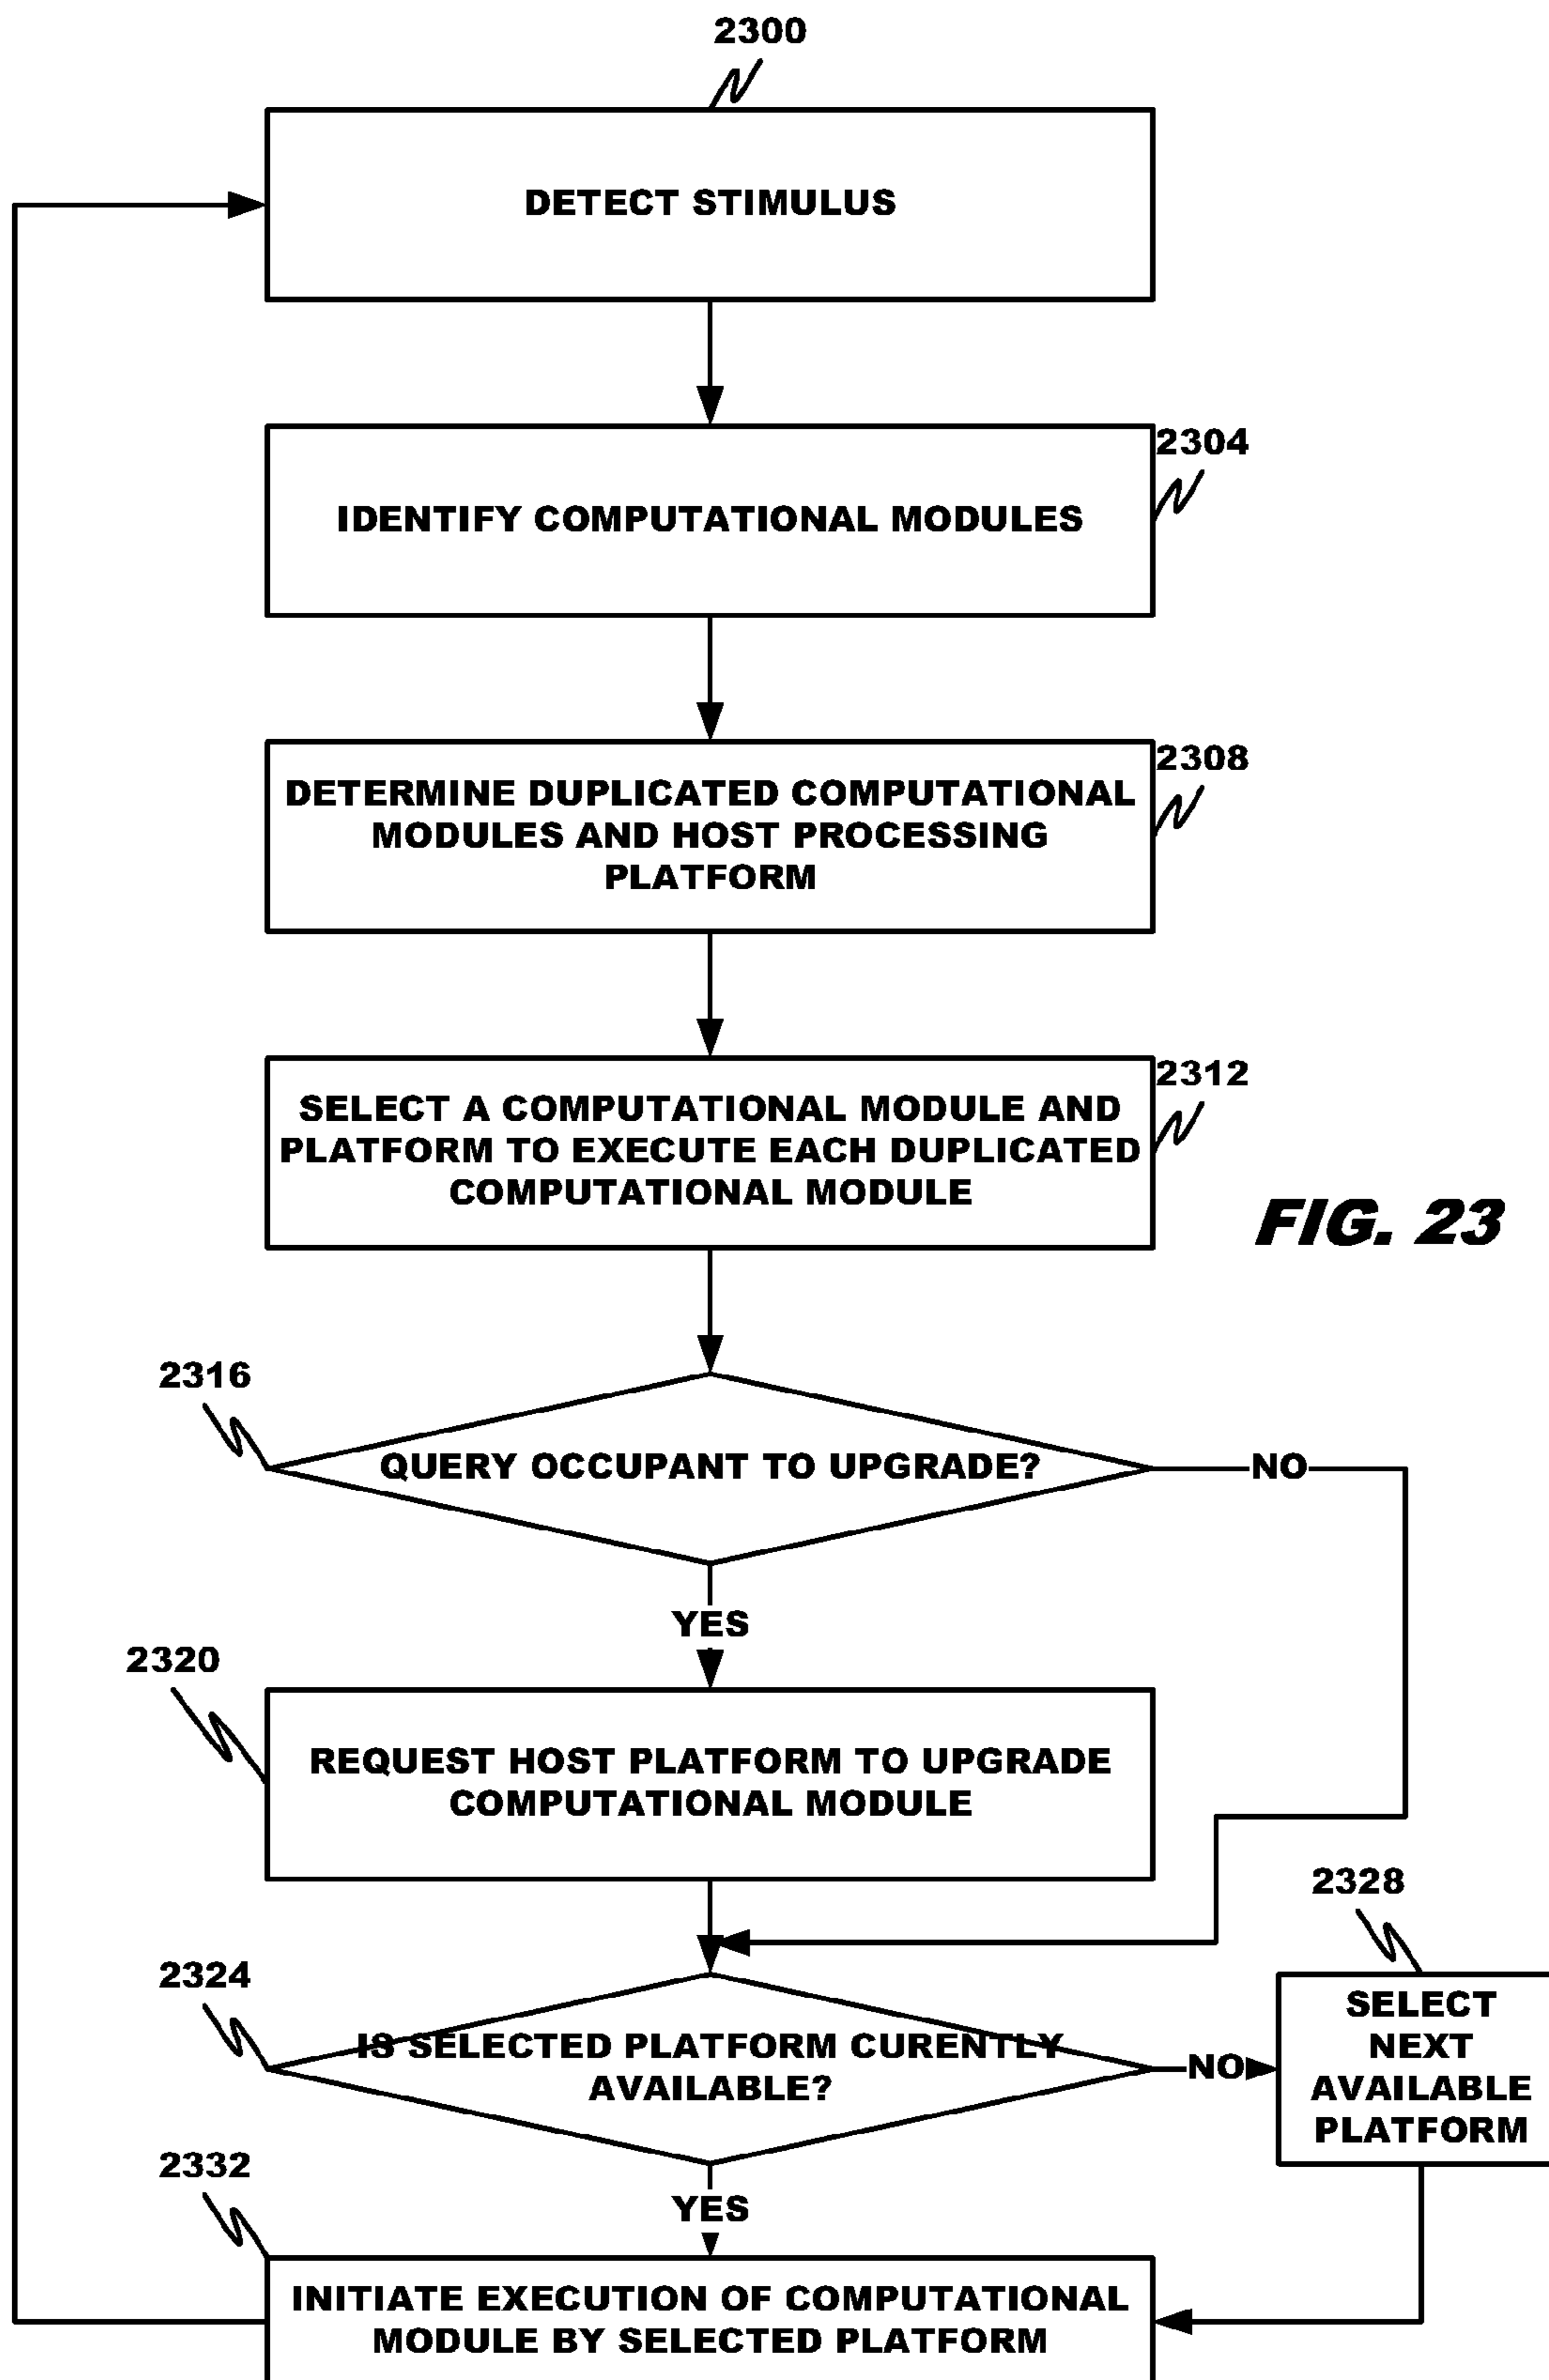 2300
DETECT STIMULUS
2304
IDENTIFY COMPUTATIONAL MODULES
2308
DETERMINE DUPLICATED COMPUTATIONAL
MODULES AND HOST PROCESSING
PLATFORM
2312
SELECT A COMPUTATIONAL MODULE AND
PLATFORM TO EXECUTE EACH DUPLICATED
COMPUTATIONAL MODULE
FIG. 23
2316
QUERY OCCUPANT TO UPGRADE?
NO
YES
2320
REQUEST HOST PLATFORM TO UPGRADE
COMPUTATIONAL MODULE
2324
IS SELECTED PLATFORM CURENTLY
AVAILABLE?
NO
2328
SELECT
NEXT
AVAILABLE
PLATFORM
YES
2332
INITIATE EXECUTION OF COMPUTATIONAL
MODULE BY SELECTED PLATFORM